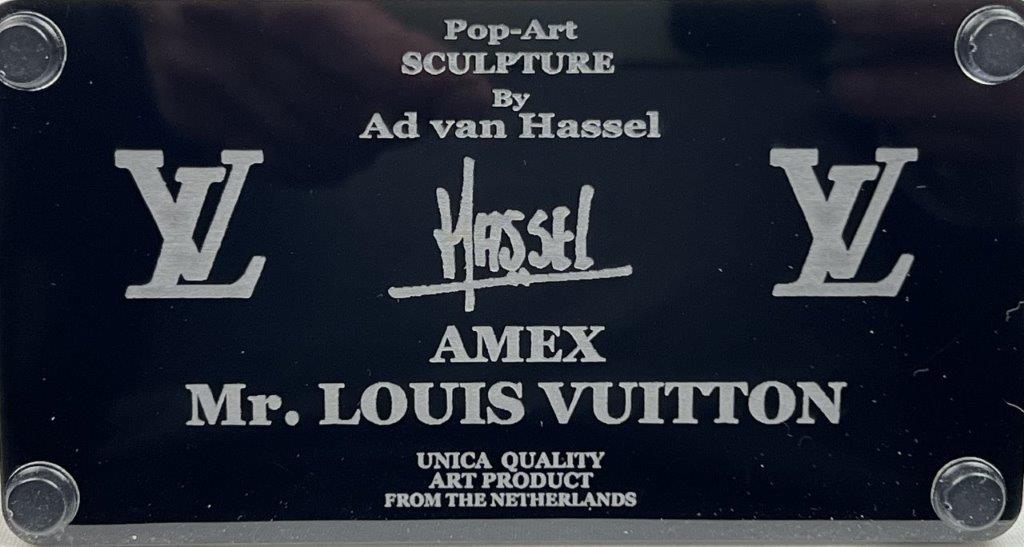 Pop-Art
SCULPTURE
By
Ad van Hassel
LV HASSEL LV
AMEX
Mr. LOUIS VUITTON
UNICA QUALITY
ART PRODUCT
FROM THE NETHERLANDS